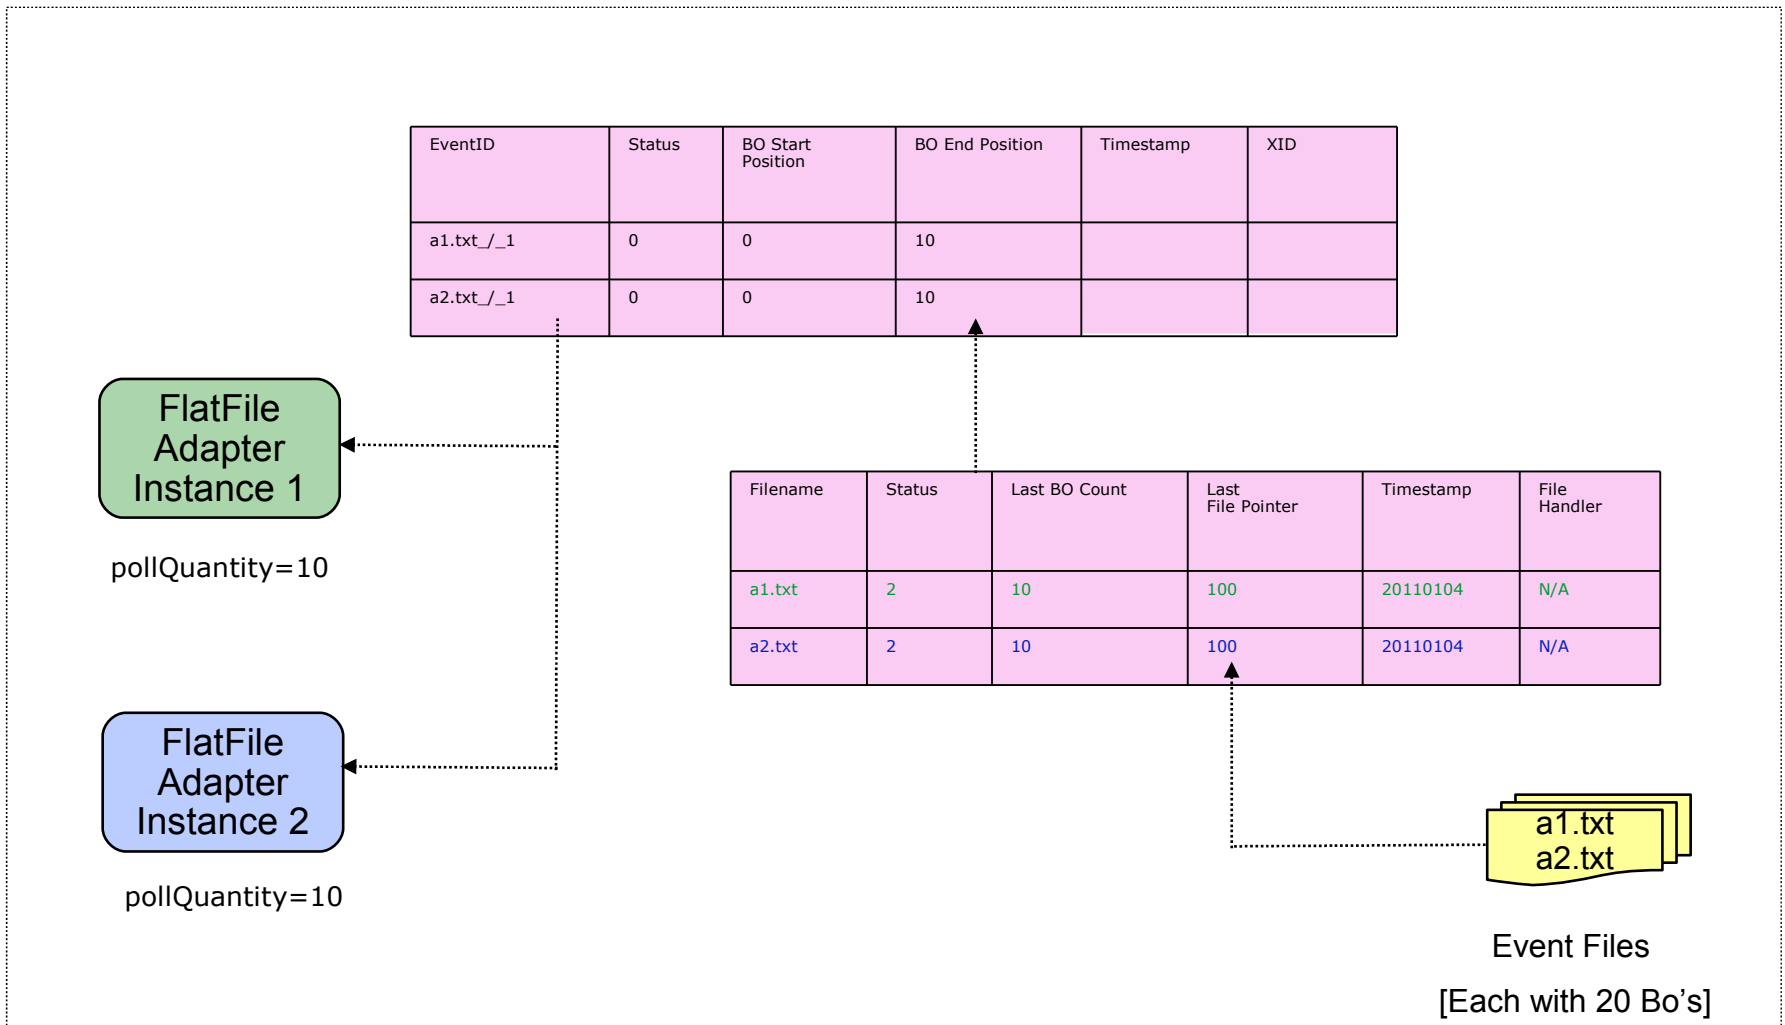 EventID Status BO Start BO End Position Timestamp XID
Position
a1.txt_/_1 0 0 10
a2.txt_/_1 0 0 10
FlatFile
Adapter
Instance 1
pollQuantity=10
Filename Status Last BO Count Last Timestamp File
File Pointer Handler
a1.txt 2 10 100 20110104 N/A
a2.txt 2 10 100 20110104 N/A
FlatFile
Adapter
Instance 2
pollQuantity=10
a1.txt
a2.txt
Event Files
[Each with 20 Bo’s]